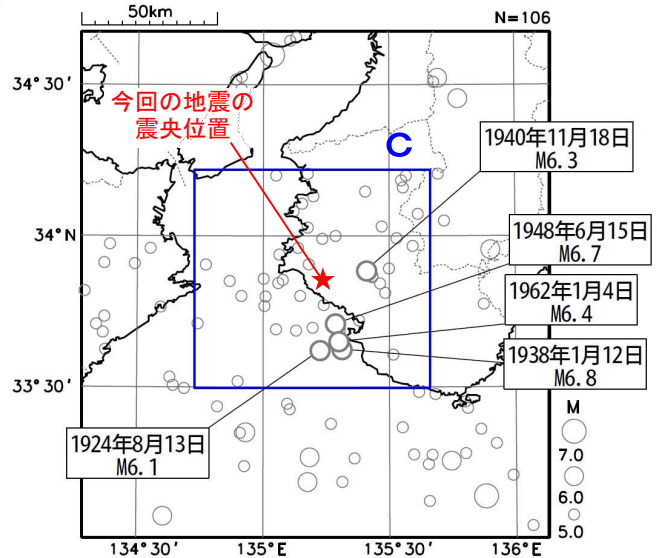 50km
N=106
34°30′
今回の地震の
震央位置
C
1940年11月18日
M6.3
1948年6月15日
M6.7
34°N
1962年1月4日
M6.4
1938年1月12日
M6.8
33°30′
1924年8月13日
M6.1
M
7.0
6.0
5.0
134°30′
135°E
135°30′
136°E